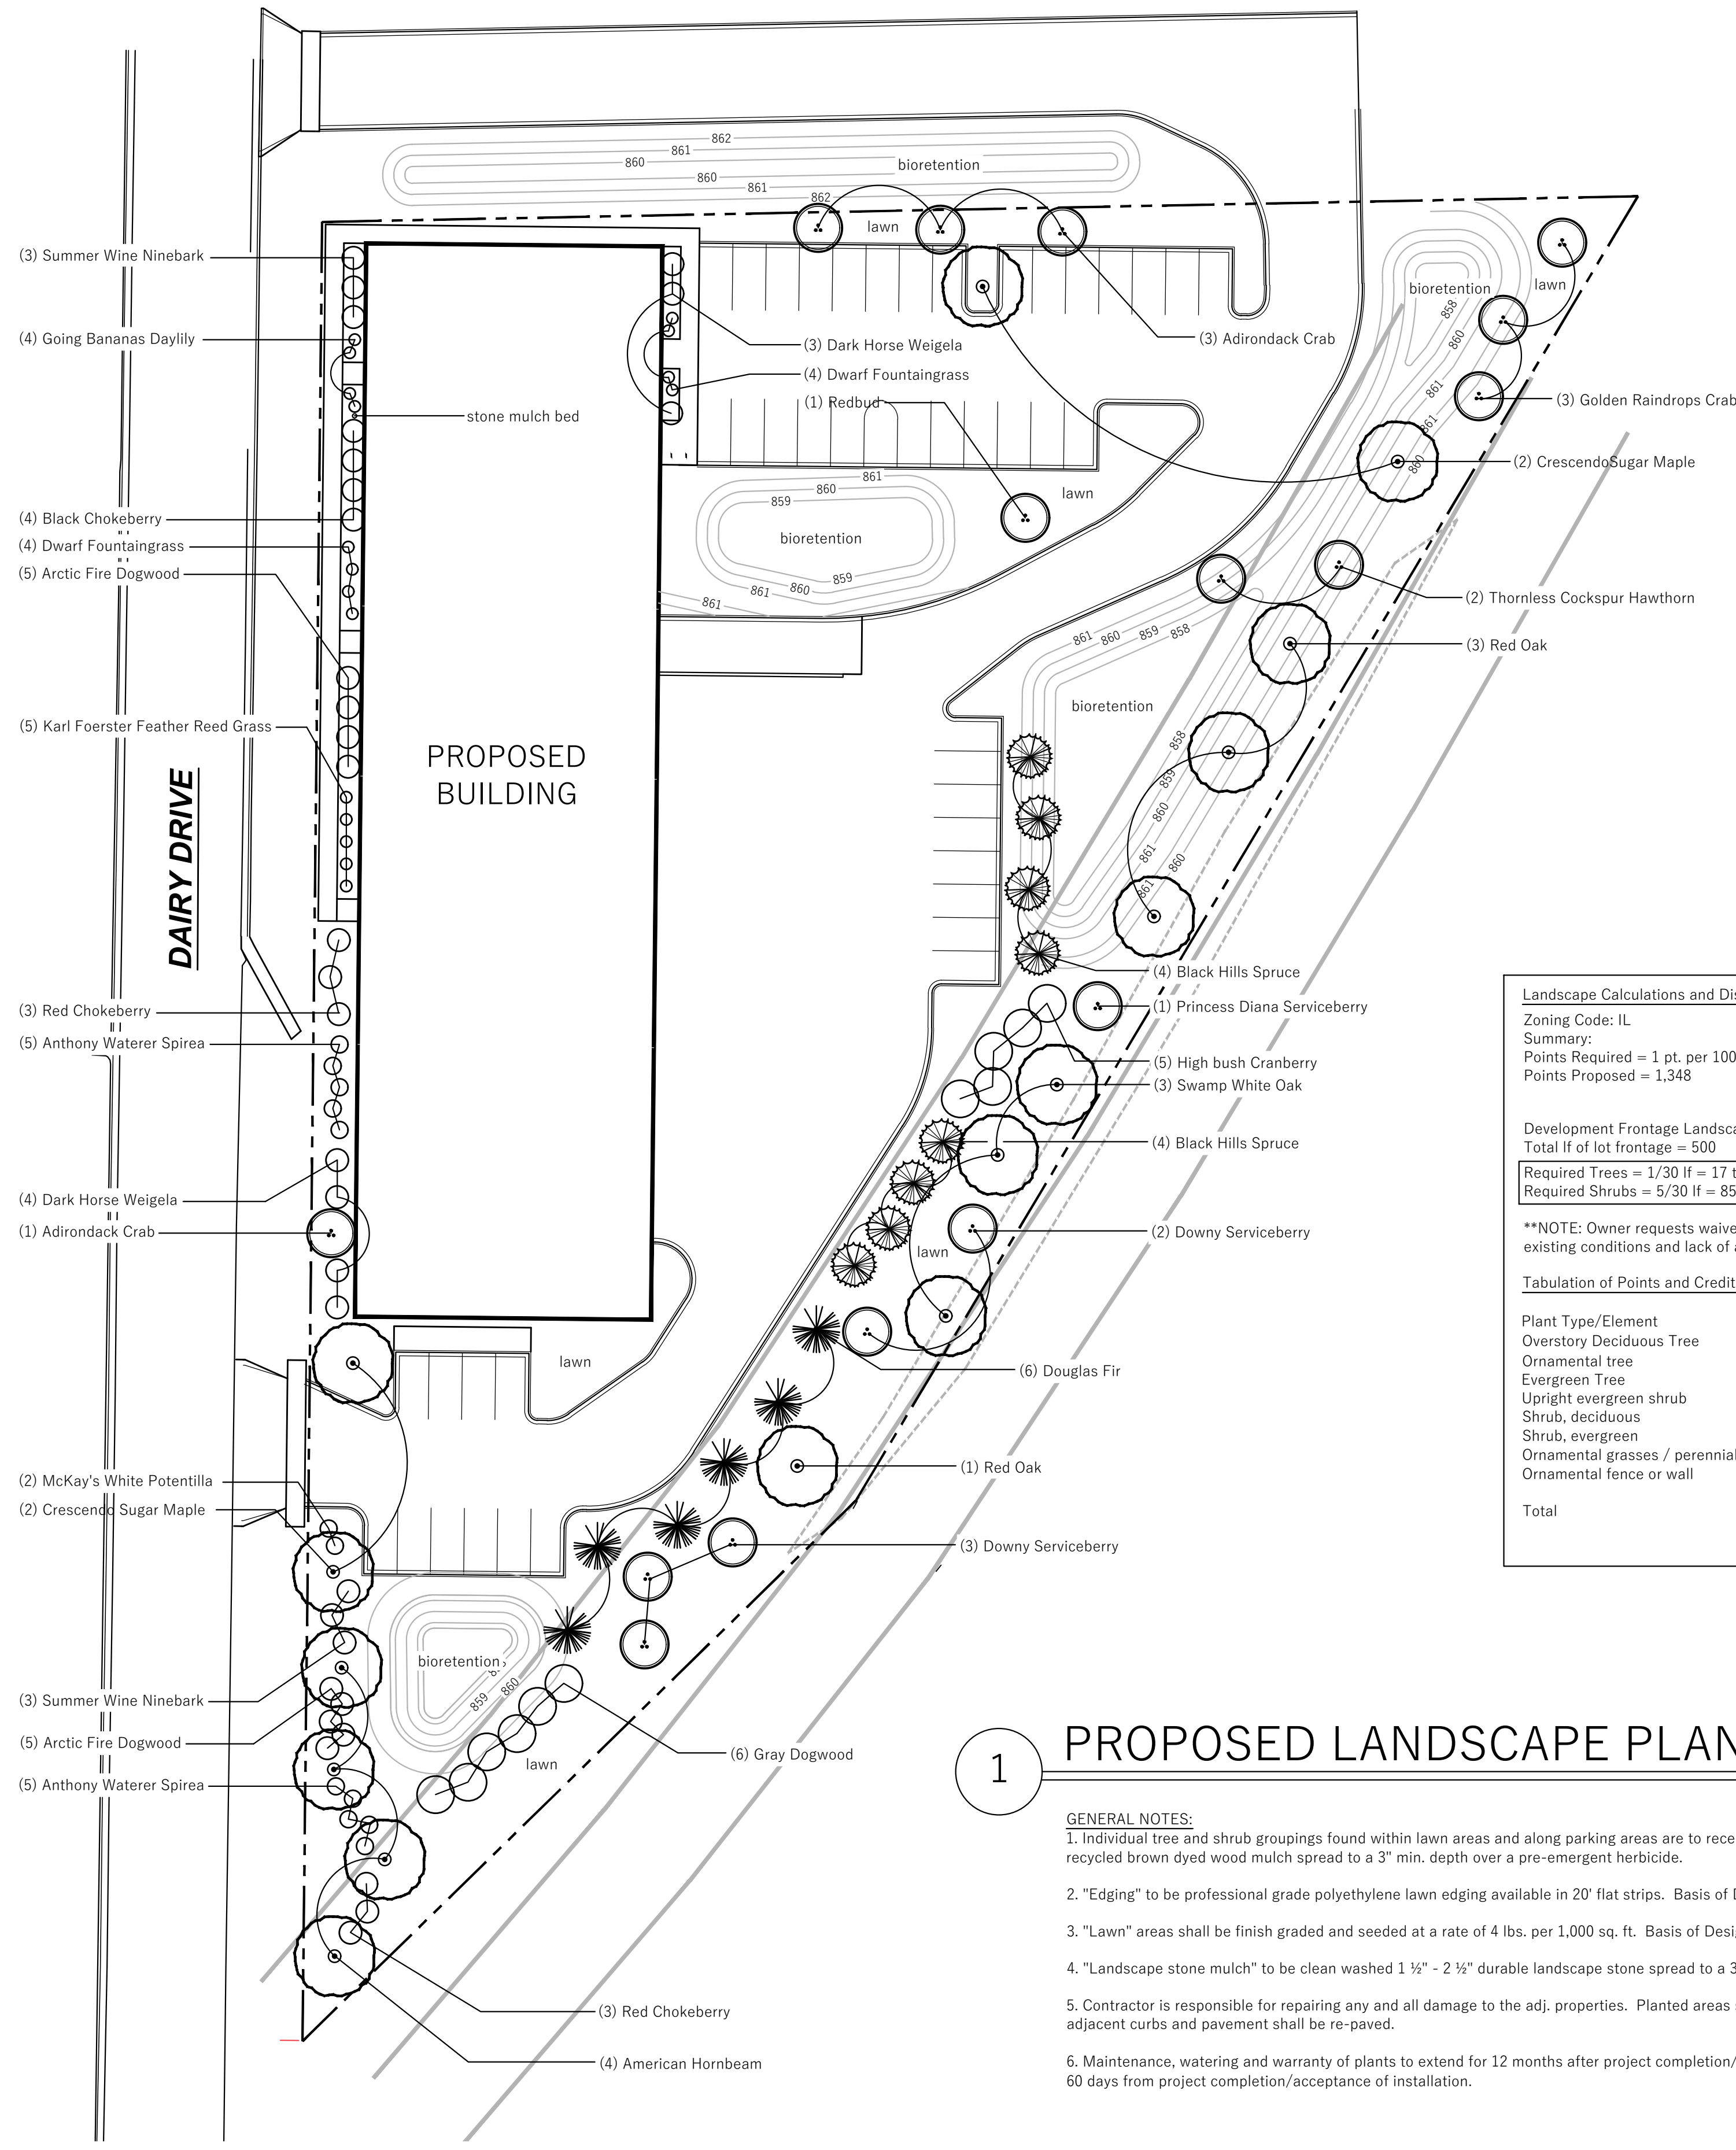 862
861
860
bioretention
860
861
862
lawn
(3) Summer Wine Ninebark
(4) Going Bananas Daylily
stone mulch bed
(4) Black Chokeberry
(4) Dwarf Fountaingrass
(5) Arctic Fire Dogwood
(5) Karl Foerster Feather Reed Grass
DAIRY DRIVE
(3) Red Chokeberry
(5) Anthony Waterer Spirea
(4) Dark Horse Weigela
(1) Adirondack Crab
(2) McKay's White Potentilla
(2) Crescendo Sugar Maple
(3) Summer Wine Ninebark
(5) Arctic Fire Dogwood
(5) Anthony Waterer Spirea
PROPOSED
BUILDING
(3) Dark Horse Weigela
(4) Dwarf Fountaingrass
(1) Redbud
(3) Adirondack Crab
bioretention
lawn
858
860
861
861
860
(3) Golden Raindrops Crab
(2) CrescendoSugar Maple
lawn
861
860
859
bioretention
859
860
861
861
(2) Thornless Cockspur Hawthorn
(3) Red Oak
861
860
859
858
bioretention
858
859
860
861
860
861
(4) Black Hills Spruce
(1) Princess Diana Serviceberry
(5) High bush Cranberry
(3) Swamp White Oak
(4) Black Hills Spruce
(2) Downy Serviceberry
lawn
(6) Douglas Fir
lawn
(1) Red Oak
(3) Downy Serviceberry
bioretention
859
860
lawn
(6) Gray Dogwood
(3) Red Chokeberry
(4) American Hornbeam
Landscape Calculations and Dis
Zoning Code: IL
Summary:
Points Required = 1 pt. per 100
Points Proposed = 1,348
Development Frontage Landsca
Total lf of lot frontage = 500
Required Trees = 1/30 lf = 17 t
Required Shrubs = 5/30 lf = 85
**NOTE: Owner requests waive
existing conditions and lack of a
Tabulation of Points and Credit
Plant Type/Element
Overstory Deciduous Tree
Ornamental tree
Evergreen Tree
Upright evergreen shrub
Shrub, deciduous
Shrub, evergreen
Ornamental grasses / perennial
Ornamental fence or wall
Total
1
PROPOSED LANDSCAPE PLAN
GENERAL NOTES:
1. Individual tree and shrub groupings found within lawn areas and along parking areas are to rece
recycled brown dyed wood mulch spread to a 3" min. depth over a pre-emergent herbicide.
2. "Edging" to be professional grade polyethylene lawn edging available in 20' flat strips.  Basis of D
3. "Lawn" areas shall be finish graded and seeded at a rate of 4 lbs. per 1,000 sq. ft.  Basis of Desig
4. "Landscape stone mulch" to be clean washed 1 ½" - 2 ½" durable landscape stone spread to a 3
5. Contractor is responsible for repairing any and all damage to the adj. properties.  Planted areas
adjacent curbs and pavement shall be re-paved.
6. Maintenance, watering and warranty of plants to extend for 12 months after project completion/
60 days from project completion/acceptance of installation.